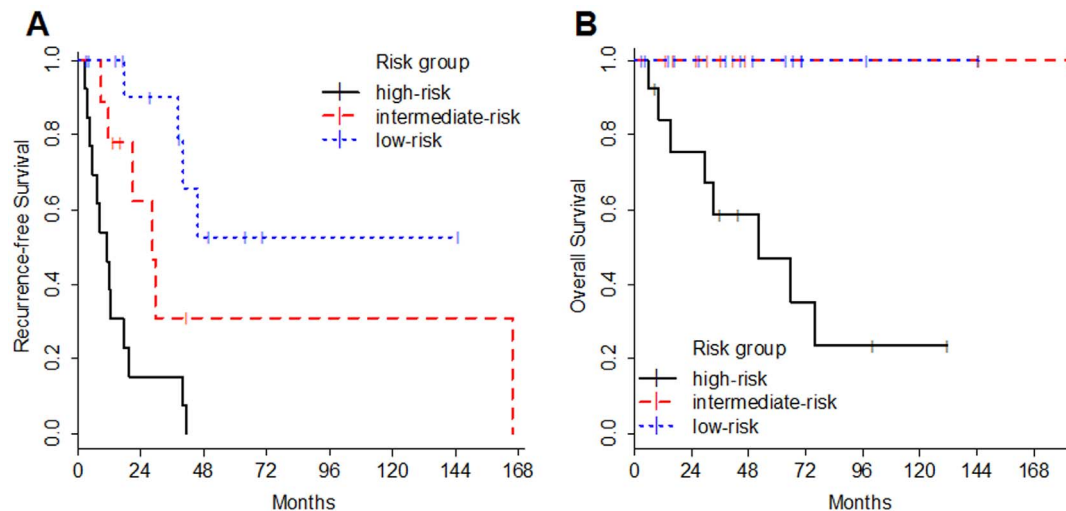 A
Recurrence-free Survival
1.0
0.8
0.6
0.4
0.2
0.0
Risk group
high-risk
intermediate-risk
low-risk
0 24 48 72 96 120 144 168
Months
B
Overall Survival
1.0
0.8
0.6
0.4
0.2
0.0
Risk group
high-risk
intermediate-risk
low-risk
0 24 48 72 96 120 144 168
Months